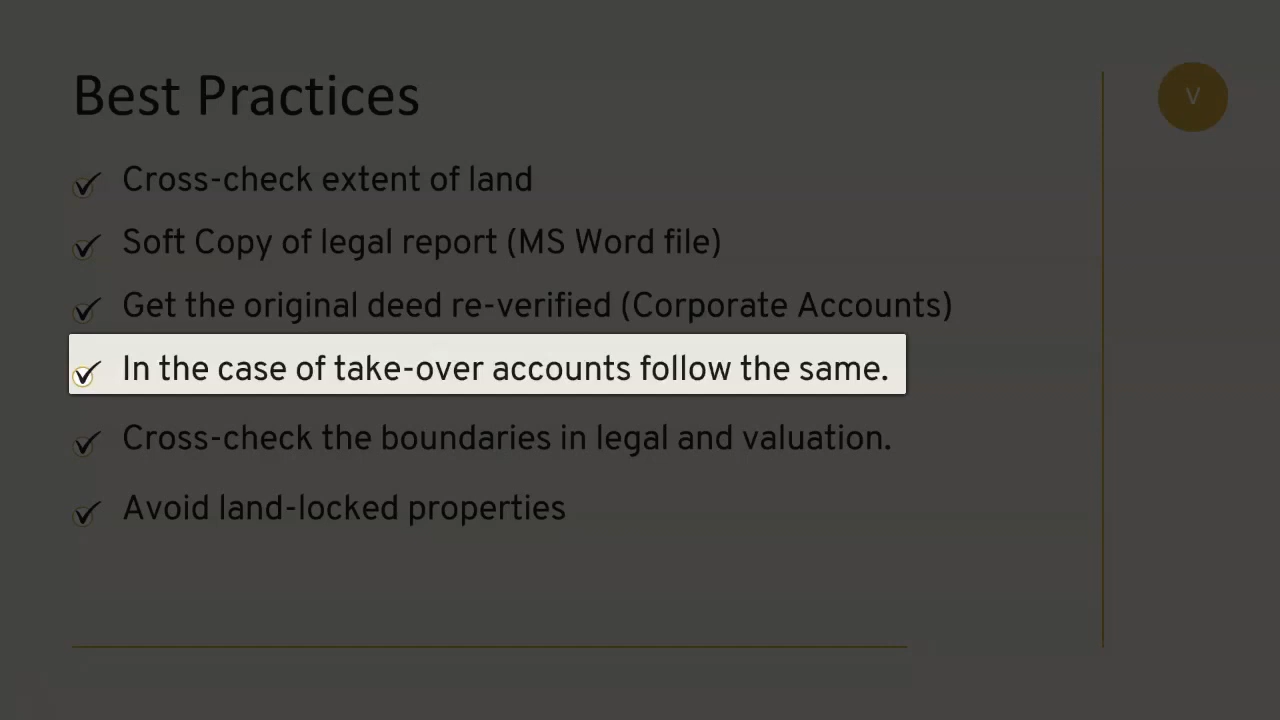 Best Practices
V
Cross-check extent of land
Soft Copy of legal report (MS Word file)
Get the original deed re-verified (Corporate Accounts)
In the case of take-over accounts follow the same.
Cross-check the boundaries in legal and valuation.
Avoid land-locked properties